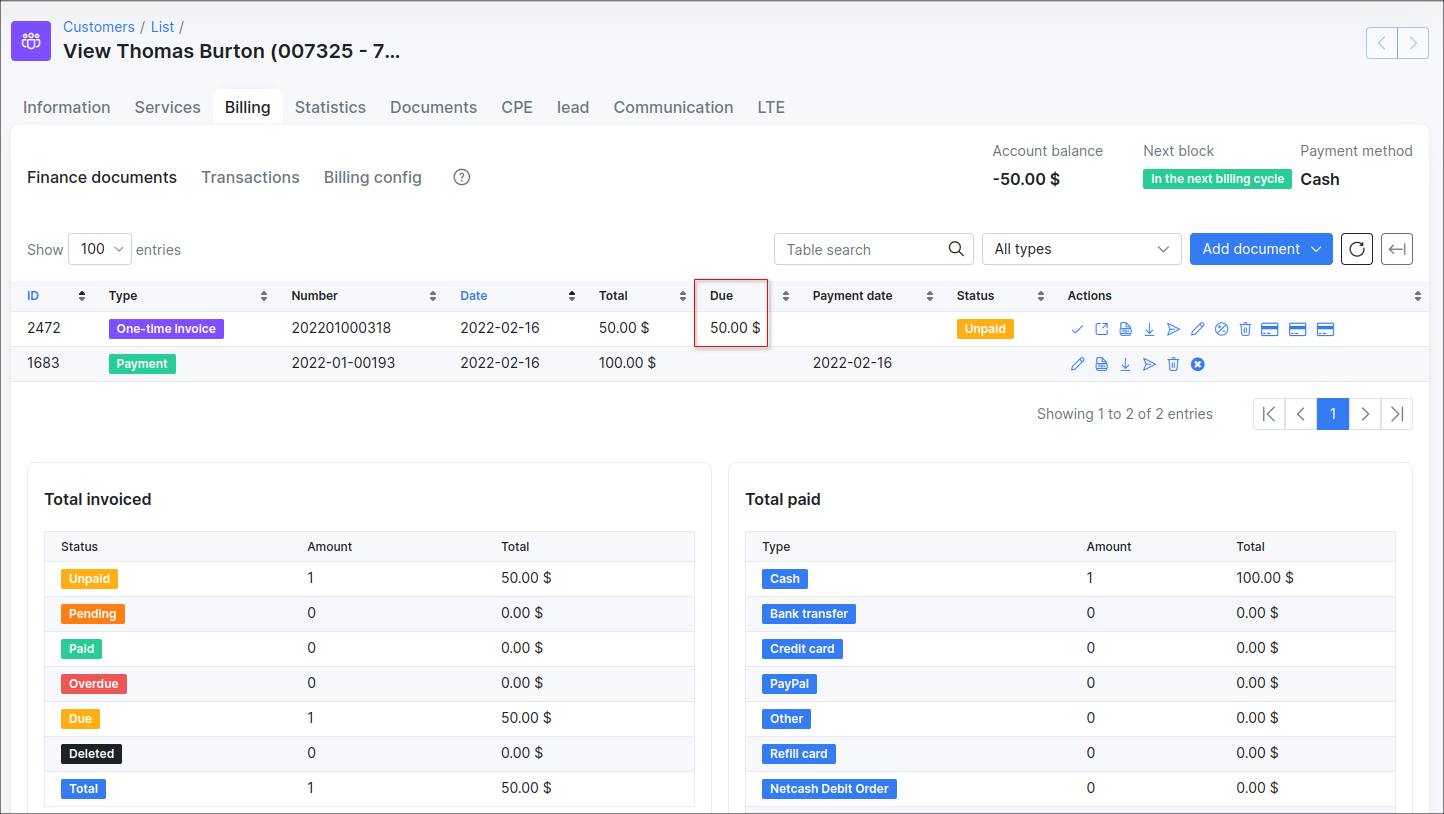 Customers / List /
View Thomas Burton (007325 - 7...
Information Services Billing Statistics Documents CPE lead Communication LTE
Account balance Next block Payment method
Finance documents Transactions Billing config ?
-50.00 $ In the next billing cycle Cash
Show 100 entries Table search All types Add document
ID Type Number Date Total Due Payment date Status Actions
2472 One-time invoice 202201000318 2022-02-16 50.00 $ 50.00 $ Unpaid
1683 Payment 2022-01-00193 2022-02-16 100.00 $ 2022-02-16
Showing 1 to 2 of 2 entries 1
Total invoiced
Status Amount Total
Unpaid 1 50.00 $
Pending 0 0.00 $
Paid 0 0.00 $
Overdue 0 0.00 $
Due 1 50.00 $
Deleted 0 0.00 $
Total 1 50.00 $
Total paid
Type Amount Total
Cash 1 100.00 $
Bank transfer 0 0.00 $
Credit card 0 0.00 $
PayPal 0 0.00 $
Other 0 0.00 $
Refill card 0 0.00 $
Netcash Debit Order 0 0.00 $